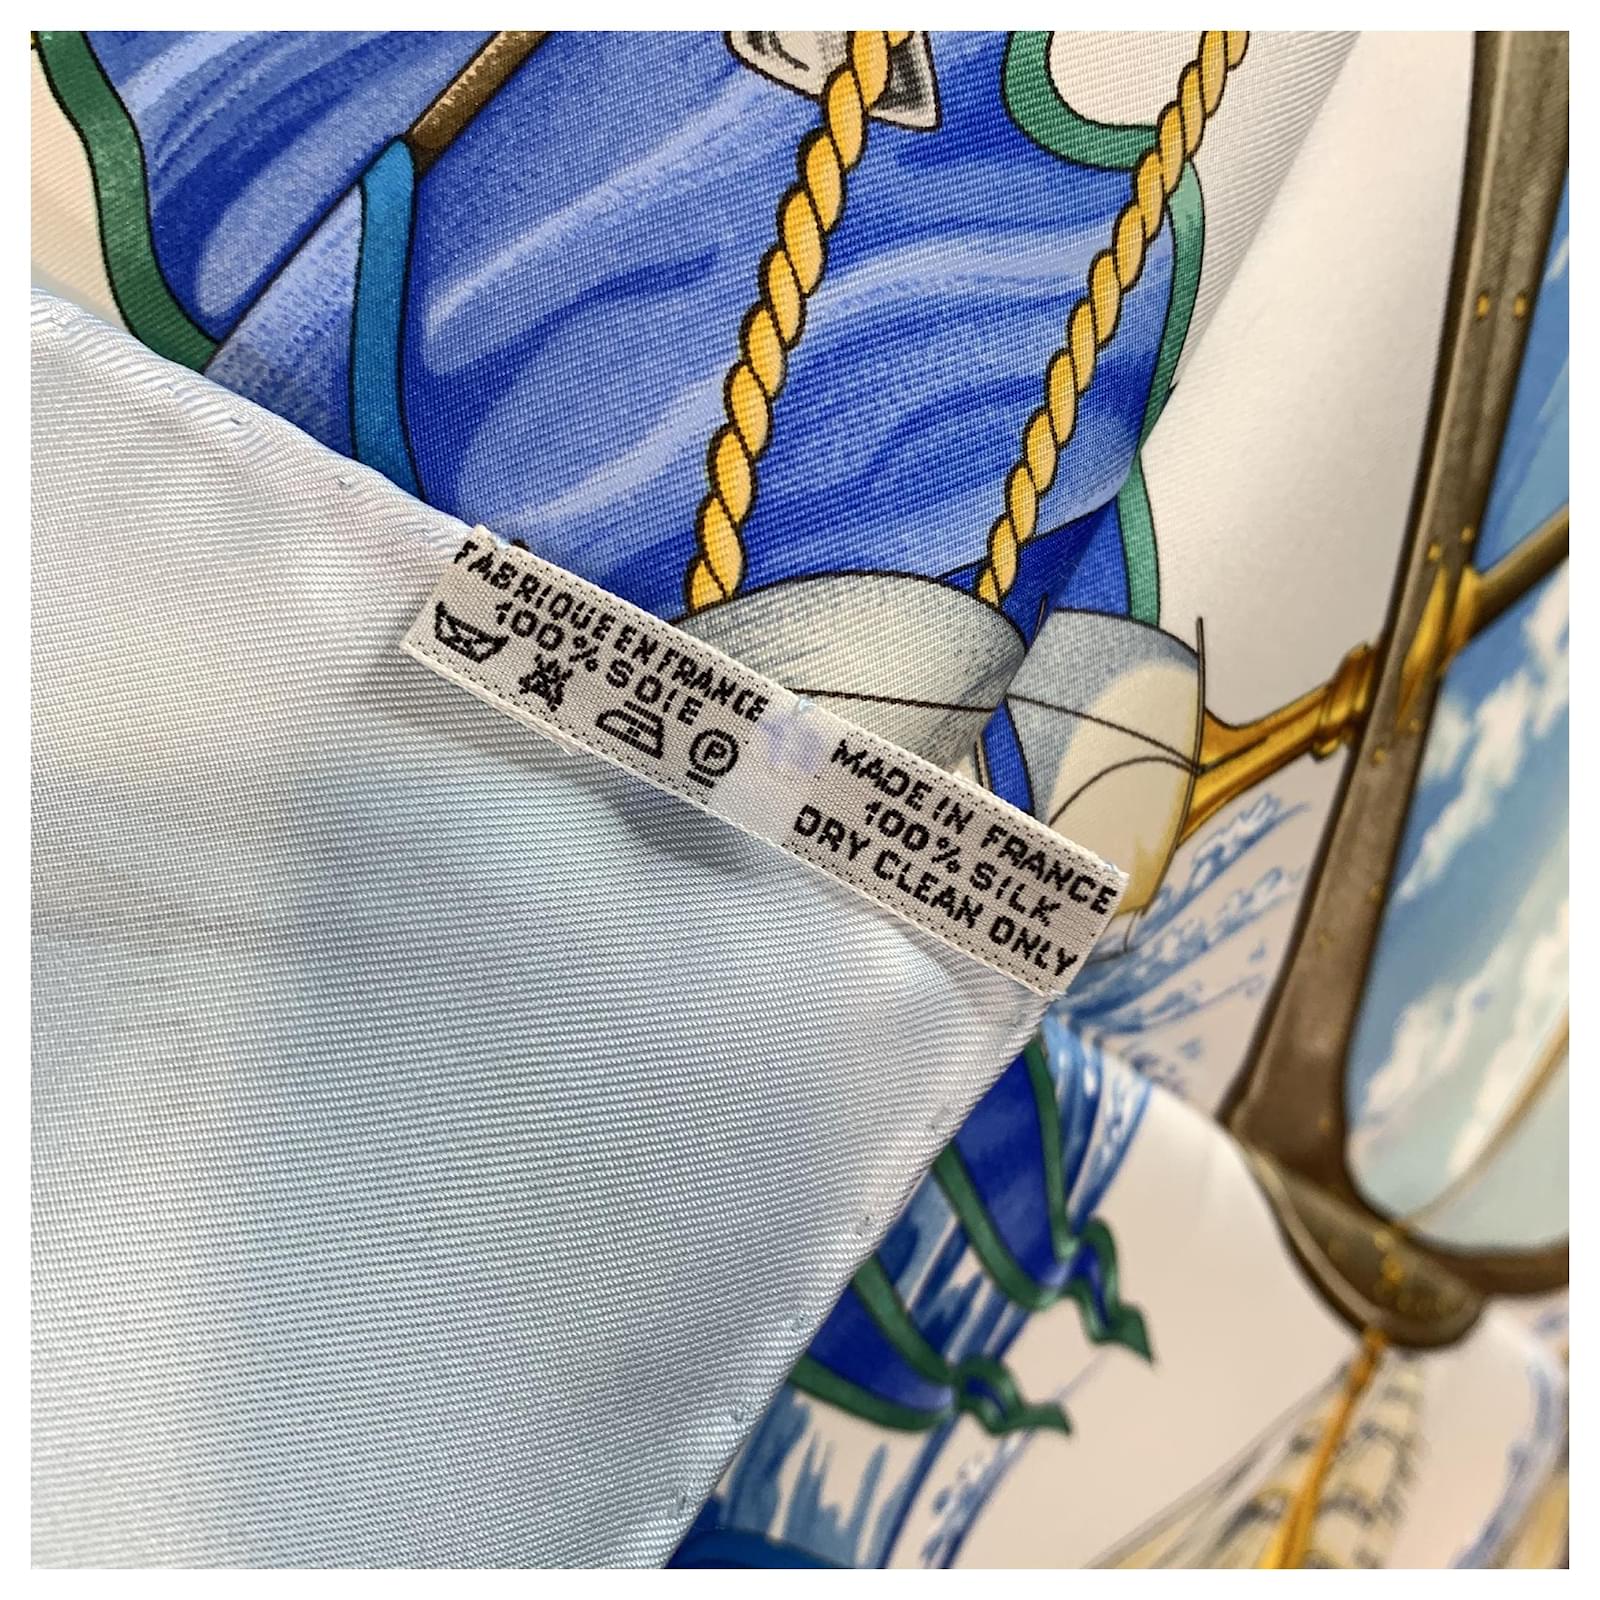 FABRIQUE EN FRANCE
100% SOIE
P
MADE IN FRANCE
100% SILK
DRY CLEAN ONLY